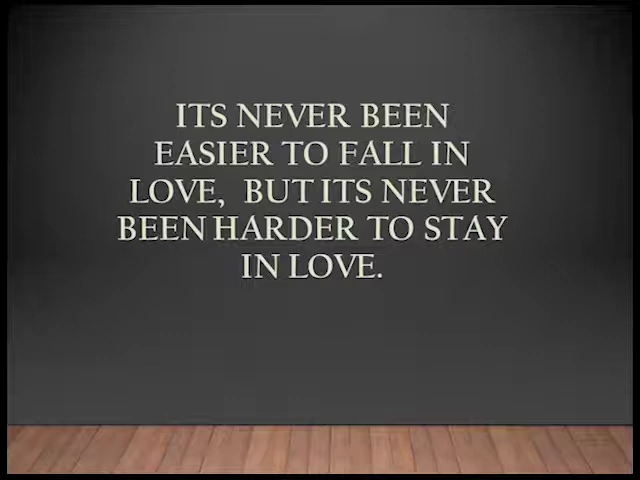 ITS NEVER BEEN
EASIER TO FALL IN
LOVE, BUT ITS NEVER
BEEN HARDER TO STAY
IN LOVE.